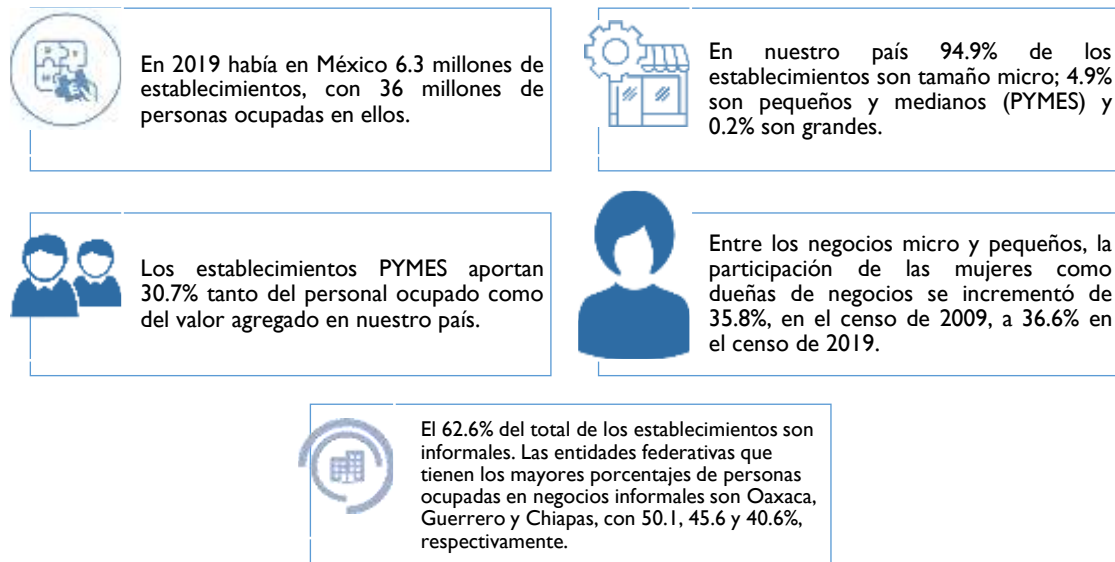 En 2019 había en México 6.3 millones de
establecimientos, con 36 millones de
personas ocupadas en ellos.
En nuestro país 94.9% de los
establecimientos son tamaño micro; 4.9%
son pequeños y medianos (PYMES) y
0.2% son grandes.
Los establecimientos PYMES aportan
30.7% tanto del personal ocupado como
del valor agregado en nuestro país.
Entre los negocios micro y pequeños, la
participación de las mujeres como
dueñas de negocios se incrementó de
35.8%, en el censo de 2009, a 36.6% en
el censo de 2019.
El 62.6% del total de los establecimientos son
informales. Las entidades federativas que
tienen los mayores porcentajes de personas
ocupadas en negocios informales son Oaxaca,
Guerrero y Chiapas, con 50.1, 45.6 y 40.6%,
respectivamente.